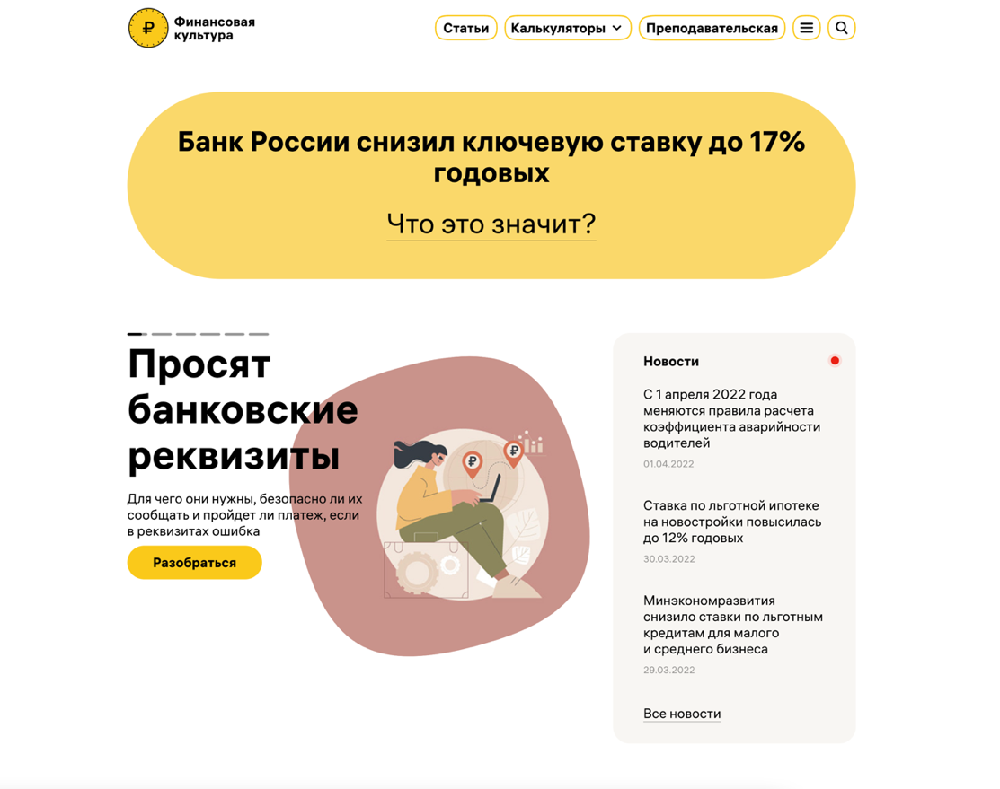 Финансовая
культура
Статьи
Калькуляторы
Преподавательская
Банк России снизил ключевую ставку до 17%
годовых
Что это значит?
Просят
банковские
реквизиты
Для чего они нужны, безопасно ли их
сообщать и пройдет ли платеж, если
в реквизитах ошибка
Разобраться
Новости
С 1 апреля 2022 года
меняются правила расчета
коэффициента аварийности
водителей
01.04.2022
Ставка по льготной ипотеке
на новостройки повысилась
до 12% годовых
30.03.2022
Минэкономразвития
снизило ставки по льготным
кредитам для малого
и среднего бизнеса
29.03.2022
Все новости